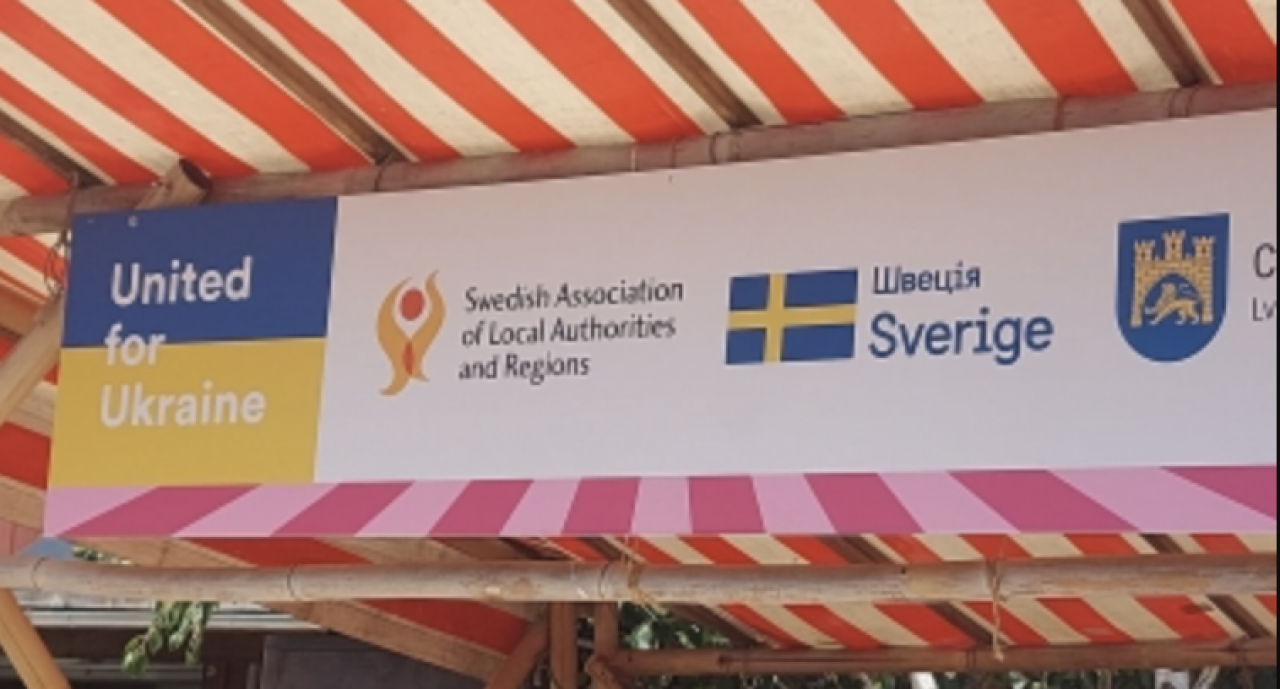 United
for
Ukraine
Swedish Association
of Local Authorities
and Regions
Швеція
Sverige